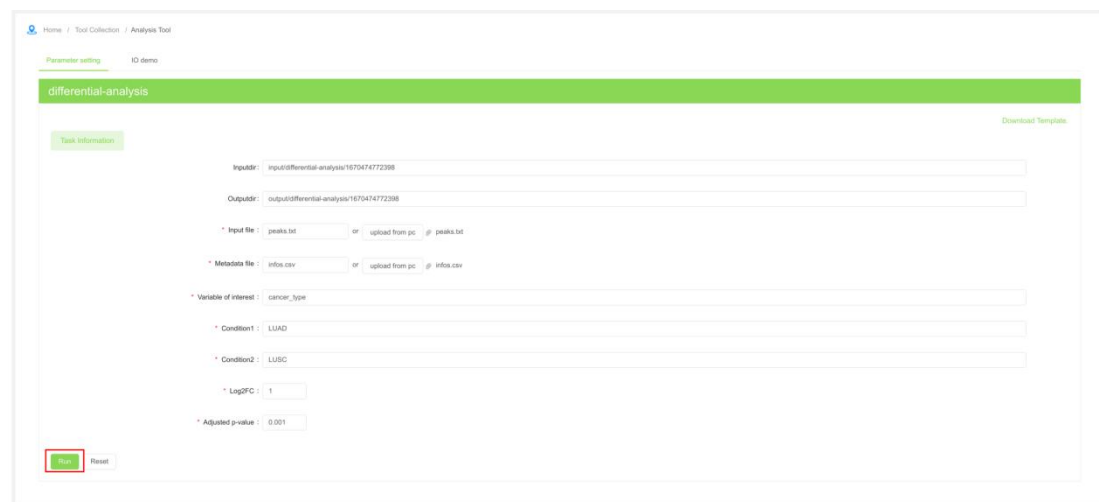 Home / Tool Collection / Analysis Tool
Parameter setting IO demo
differential-analysis
Download Template
Task Information
Inputdir: input/differential-analysis/1670474772398
Outputdir: output/differential-analysis/1670474772398
* Input file : peaks.txt or upload from pc peaks.txt
* Metadata file : infos.csv or upload from pc infos.csv
* Variable of interest : cancer_type
* Condition1 : LUAD
* Condition2 : LUSC
* Log2FC : 1
* Adjusted p-value : 0.001
Run Reset